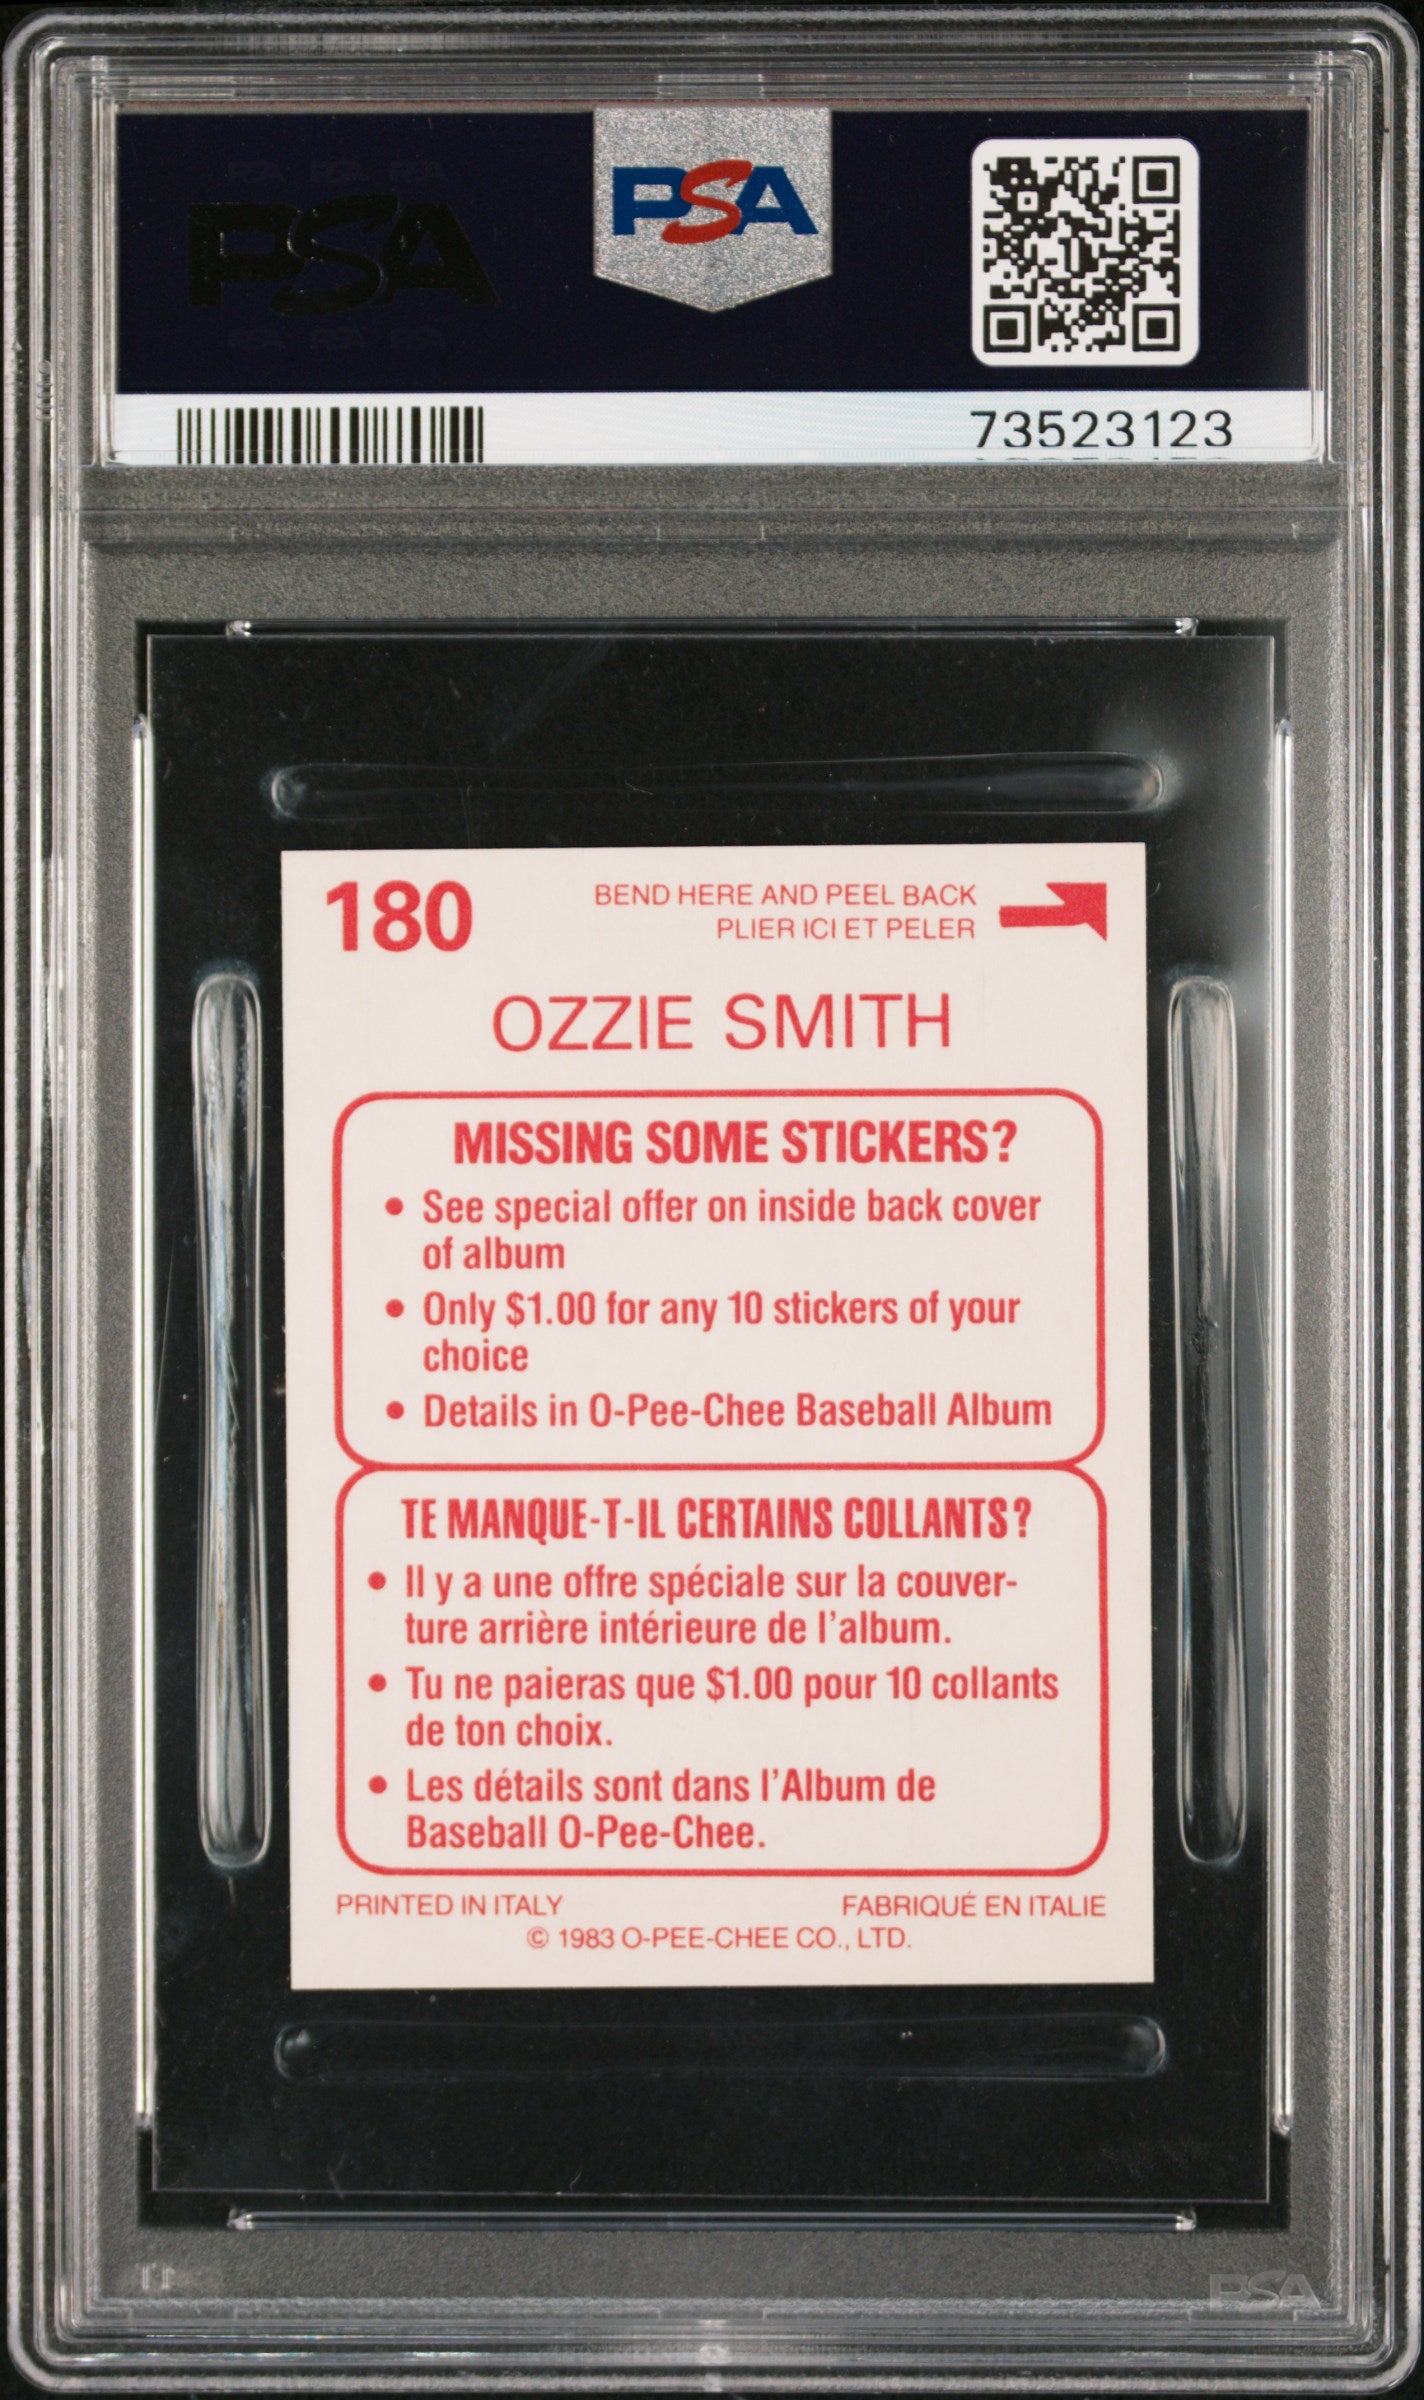 PSA
PSA
73523123
180
BEND HERE AND PEEL BACK
PLIER ICI ET PELER
OZZIE SMITH
MISSING SOME STICKERS?
• See special offer on inside back cover
of album
• Only $1.00 for any 10 stickers of your
choice
• Details in O-Pee-Chee Baseball Album
TE MANQUE-T-IL CERTAINS COLLANTS?
• Il y a une offre spéciale sur la couver-
ture arrière intérieure de l'album.
• Tu ne paieras que $1.00 pour 10 collants
de ton choix.
• Les détails sont dans l'Album de
Baseball O-Pee-Chee.
PRINTED IN ITALY
FABRIQUÉ EN ITALIE
© 1983 O-PEE-CHEE CO., LTD.
PSA